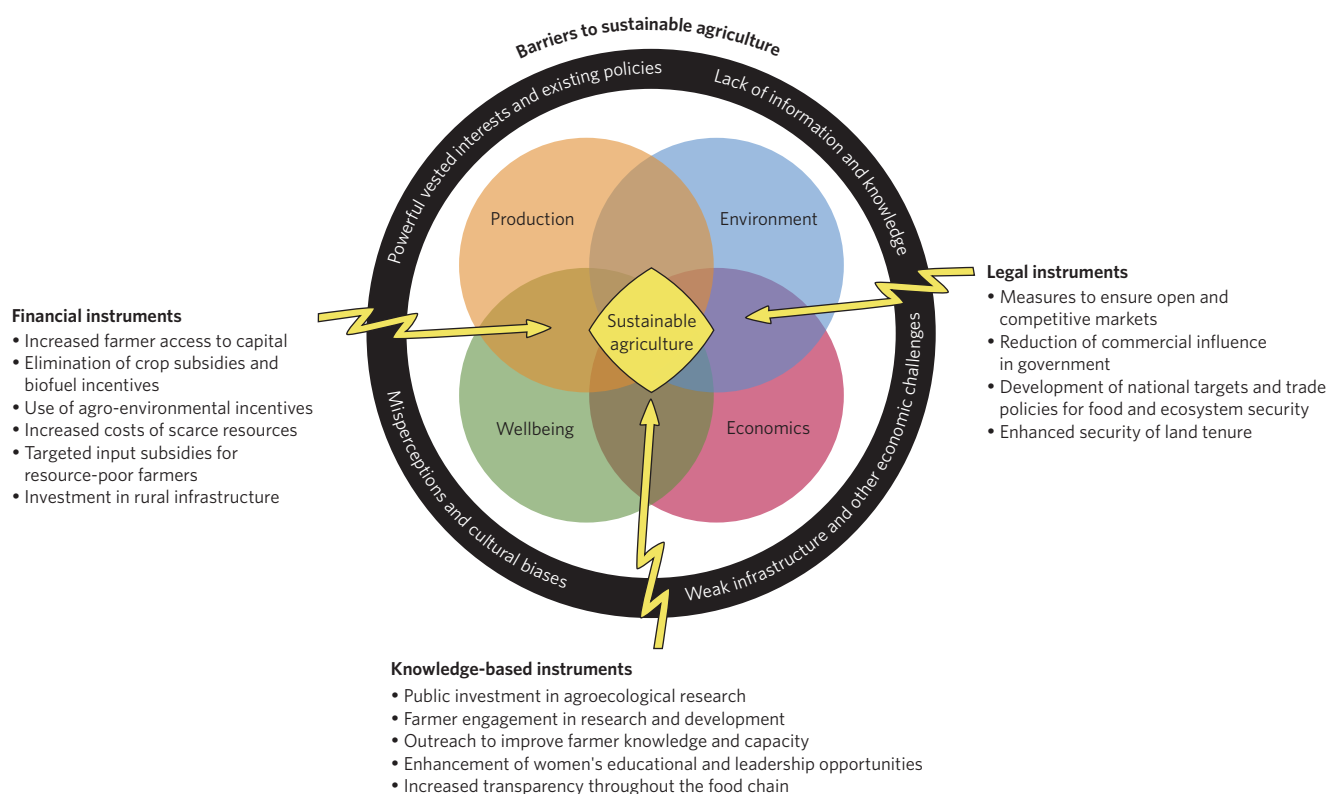 Barriers to sustainable agriculture
Powerful vested interests and existing policies
Lack of information and knowledge
Misperceptions and cultural biases
Weak infrastructure and other economic challenges
Production
Environment
Sustainable
agriculture
Wellbeing
Economics
Financial instruments
• Increased farmer access to capital
• Elimination of crop subsidies and
biofuel incentives
• Use of agro-environmental incentives
• Increased costs of scarce resources
• Targeted input subsidies for
resource-poor farmers
• Investment in rural infrastructure
Legal instruments
• Measures to ensure open and
competitive markets
• Reduction of commercial influence
in government
• Development of national targets and trade
policies for food and ecosystem security
• Enhanced security of land tenure
Knowledge-based instruments
• Public investment in agroecological research
• Farmer engagement in research and development
• Outreach to improve farmer knowledge and capacity
• Enhancement of women's educational and leadership opportunities
• Increased transparency throughout the food chain